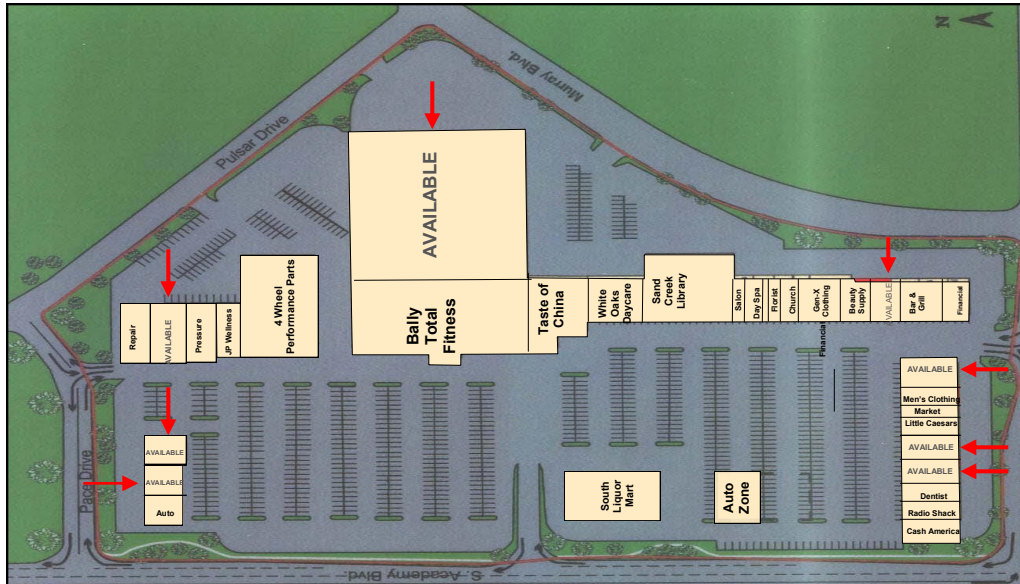 N
Murray Blvd.
Pulsar Drive
AVAILABLE
Repair
AVAILABLE
Pressure
JP Wellness
4 Wheel
Performance Parts
Bally
Total
Fitness
Taste of
China
White
Oaks
Daycare
Sand
Creek
Library
Salon
Day Spa
Florist
Church
Gen-X
Clothing
Beauty
Supply
AVAILABLE
Bar &
Grill
Financial
Financial
AVAILABLE
Men's Clothing
Market
Little Caesars
AVAILABLE
AVAILABLE
Dentist
Radio Shack
Cash America
AVAILABLE
AVAILABLE
Auto
Pace Drive
South
Liquor
Mart
Auto
Zone
S. Academy Blvd.